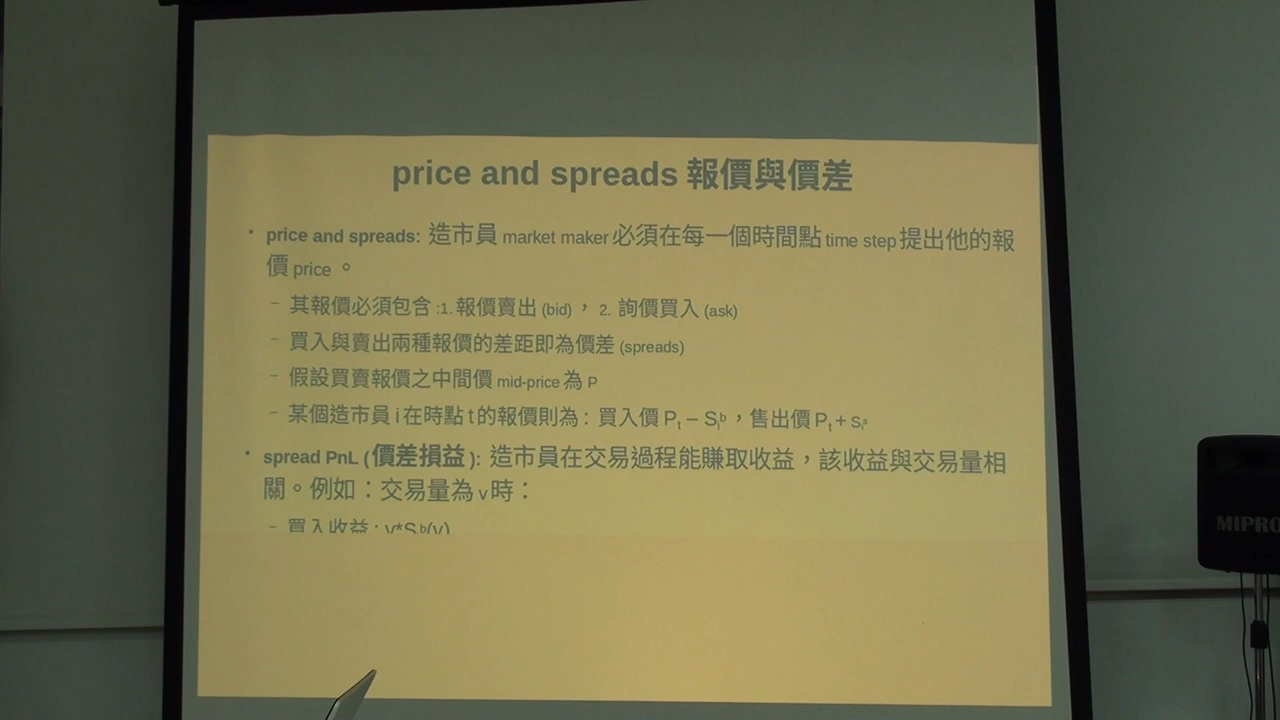 price and spreads 報價與價差
• price and spreads: 造市員 market maker 必須在每一個時間點 time step 提出他的報
價 price 。
– 其報價必須包含 :1. 報價賣出 (bid) ， 2. 詢價買入 (ask)
– 買入與賣出兩種報價的差距即為價差 (spreads)
– 假設買賣報價之中間價 mid-price 為 P
– 某個造市員 i 在時點 t 的報價則為 : 買入價 Pt – Sib ，售出價 Pt + Sia
• spread PnL ( 價差損益 ): 造市員在交易過程能賺取收益，該收益與交易量相
關。例如：交易量為 v 時：
– 買入收益 : v*Sib(v)
MIPRO